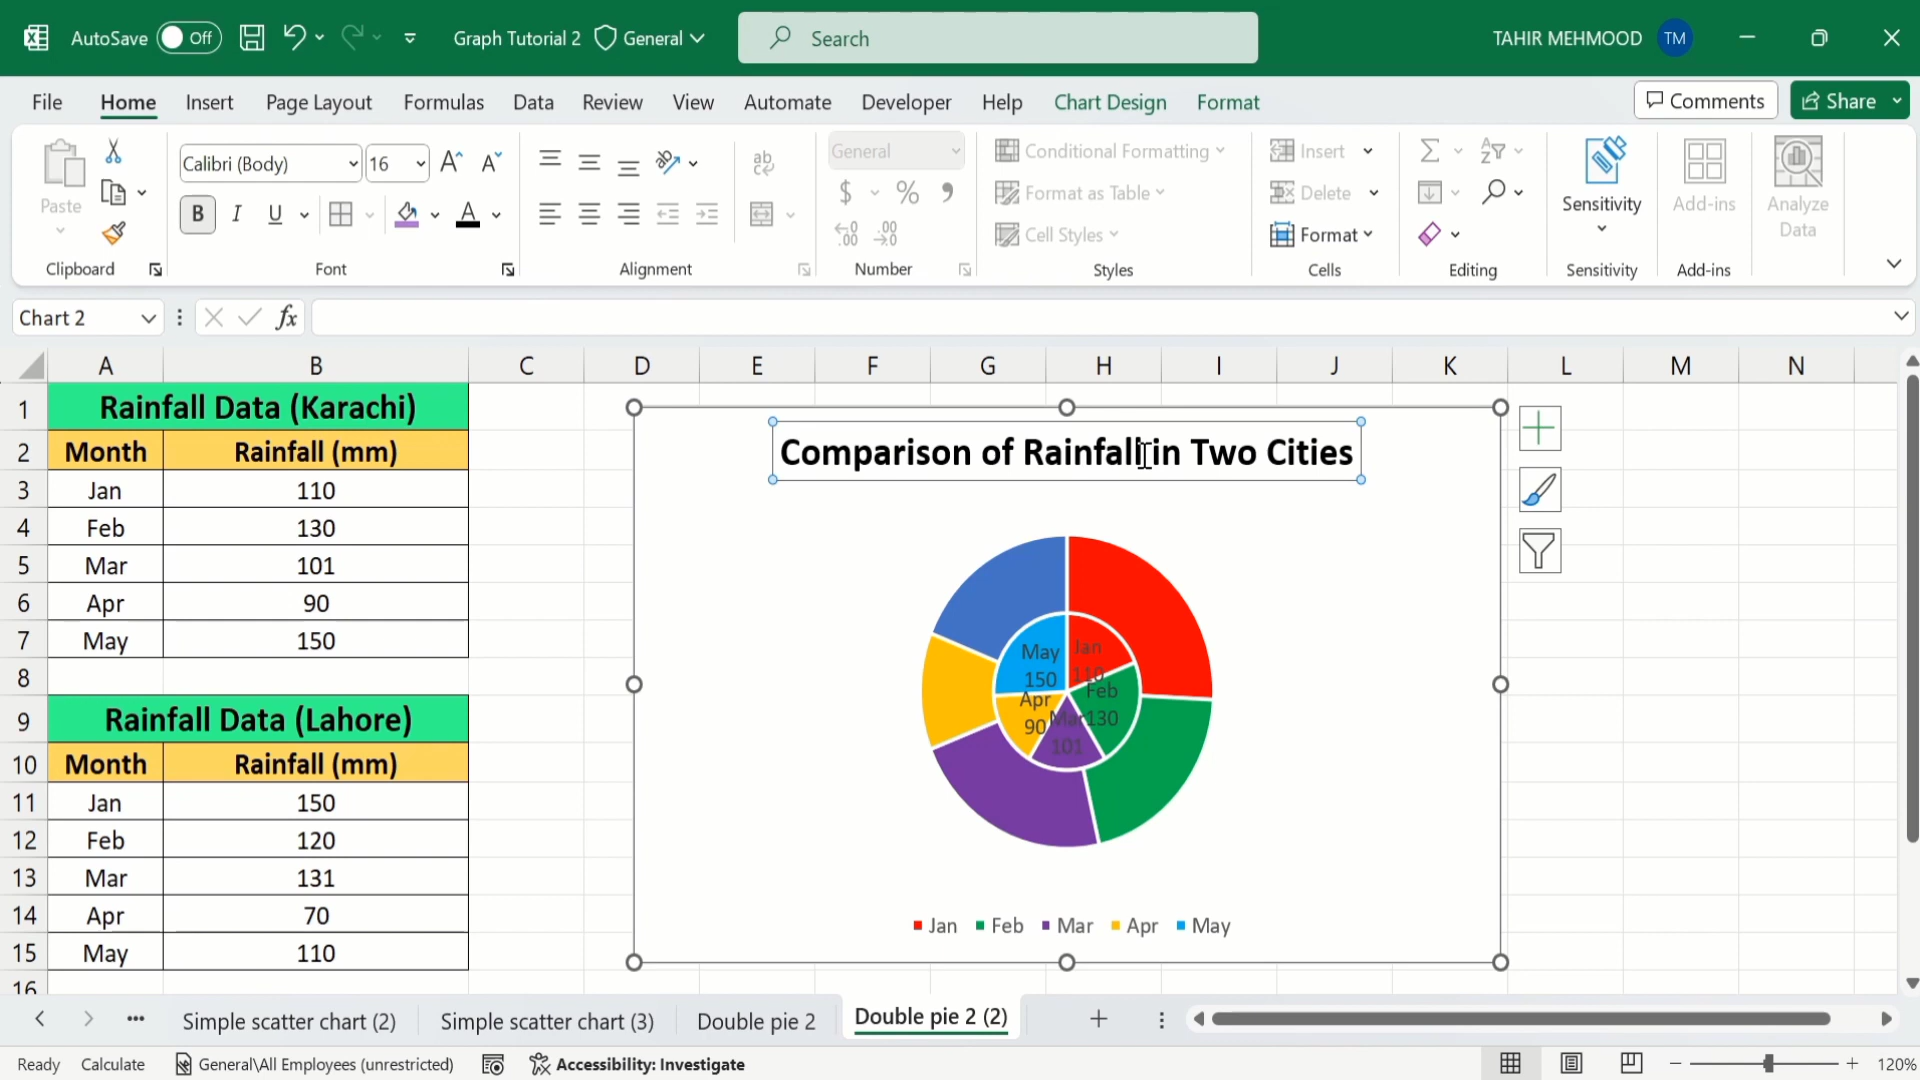 AutoSave Off Graph Tutorial 2 General Search TAHIR MEHMOOD TM
File Home Insert Page Layout Formulas Data Review View Automate Developer Help Chart Design Format Comments Share
Paste
Clipboard
Calibri (Body) 16
B I U A
Font
ab
Alignment
General
$ % 9
Number
Conditional Formatting
Format as Table
Cell Styles
Styles
Insert
Delete
Format
Cells
Editing
Sensitivity
Sensitivity
Add-ins
Add-ins
Analyze
Data
Chart 2 fx
A B C D E F G H I J K L M N
1 Rainfall Data (Karachi)
2 Month Rainfall (mm)
3 Jan 110
4 Feb 130
5 Mar 101
6 Apr 90
7 May 150
8
9 Rainfall Data (Lahore)
10 Month Rainfall (mm)
11 Jan 150
12 Feb 120
13 Mar 131
14 Apr 70
15 May 110
16
Comparison of Rainfall in Two Cities
Jan
110
Feb
130
Mar
101
Apr
90
May
150
Jan Feb Mar Apr May
Simple scatter chart (2) Simple scatter chart (3) Double pie 2 Double pie 2 (2)
Ready Calculate General\All Employees (unrestricted) Accessibility: Investigate 120%